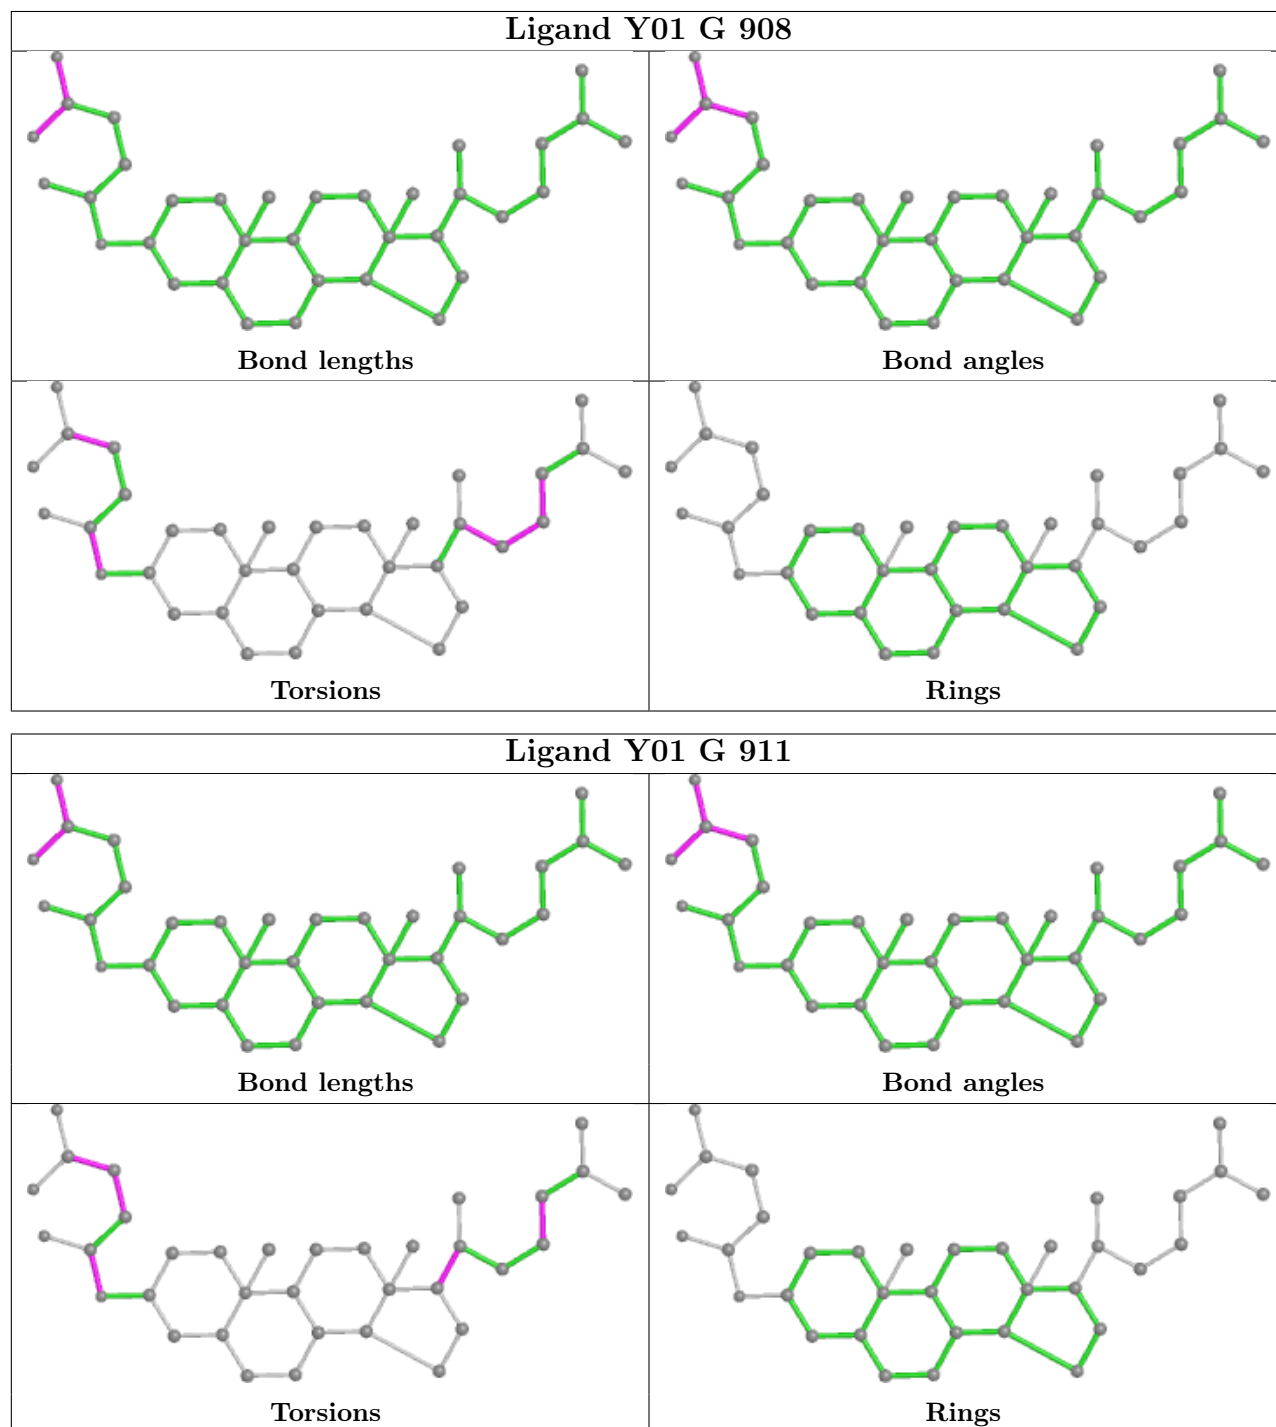 Ligand Y01 G 908
Bond lengths
Bond angles
Torsions
Rings
Ligand Y01 G 911
Bond lengths
Bond angles
Torsions
Rings